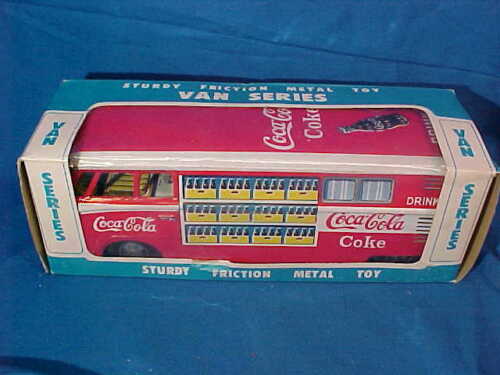 STURDY FRICTION METAL TOY
VAN SERIES
VAN SERIES
Coca-Cola
Coke
Coca-Cola
DRINK
Coca-Cola
Coke
VAN SERIES
STURDY FRICTION METAL TOY